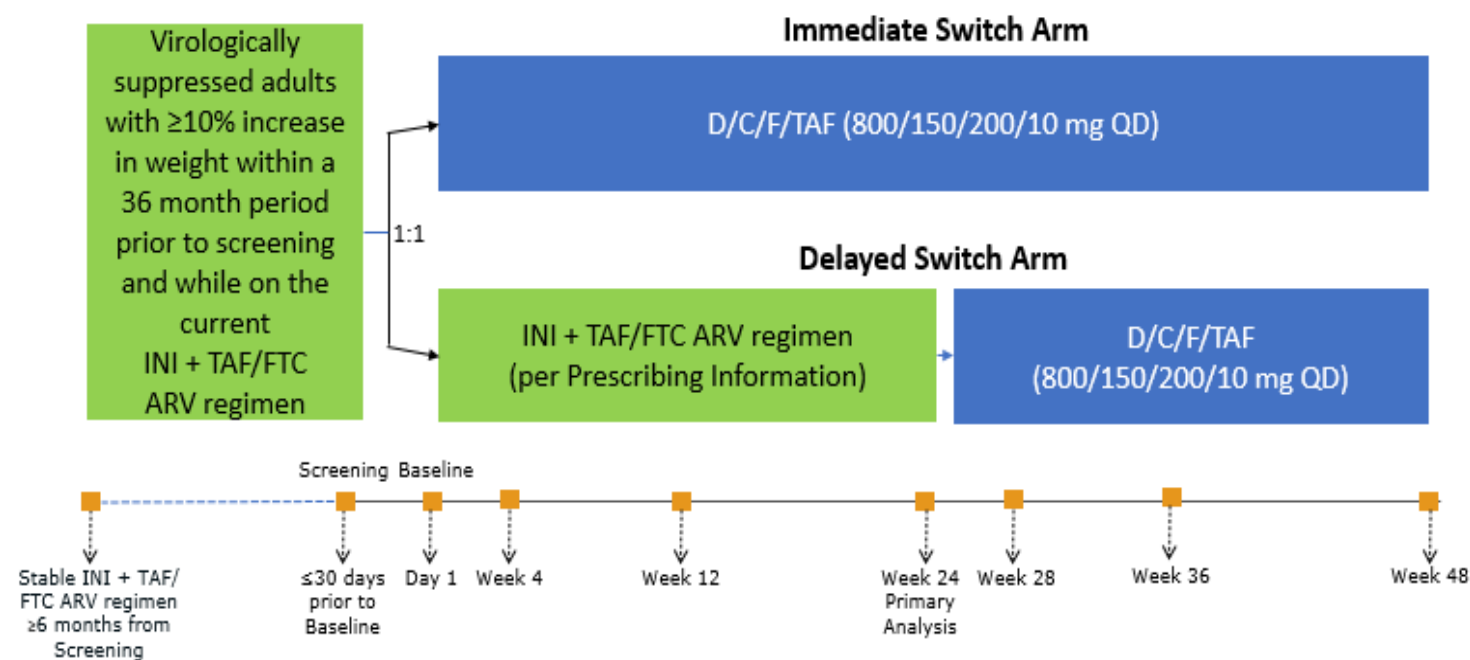 Virologically
suppressed adults
with ≥10% increase
in weight within a
36 month period
prior to screening
and while on the
current
INI + TAF/FTC
ARV regimen
1:1
Immediate Switch Arm
D/C/F/TAF (800/150/200/10 mg QD)
Delayed Switch Arm
INI + TAF/FTC ARV regimen
(per Prescribing Information)
D/C/F/TAF
(800/150/200/10 mg QD)
Screening Baseline
Stable INI + TAF/
FTC ARV regimen
≥6 months from
Screening
≤30 days
prior to
Baseline
Day 1
Week 4
Week 12
Week 24
Primary
Analysis
Week 28
Week 36
Week 48